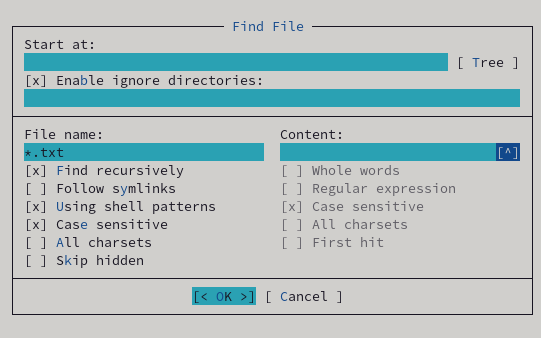 Find File
Start at:
[ Tree ]
[x] Enable ignore directories:
File name:
Content:
*.txt
[^]
[x] Find recursively
[ ] Whole words
[ ] Follow symlinks
[ ] Regular expression
[x] Using shell patterns
[x] Case sensitive
[x] Case sensitive
[ ] All charsets
[ ] All charsets
[ ] First hit
[ ] Skip hidden
[< OK >] [ Cancel ]